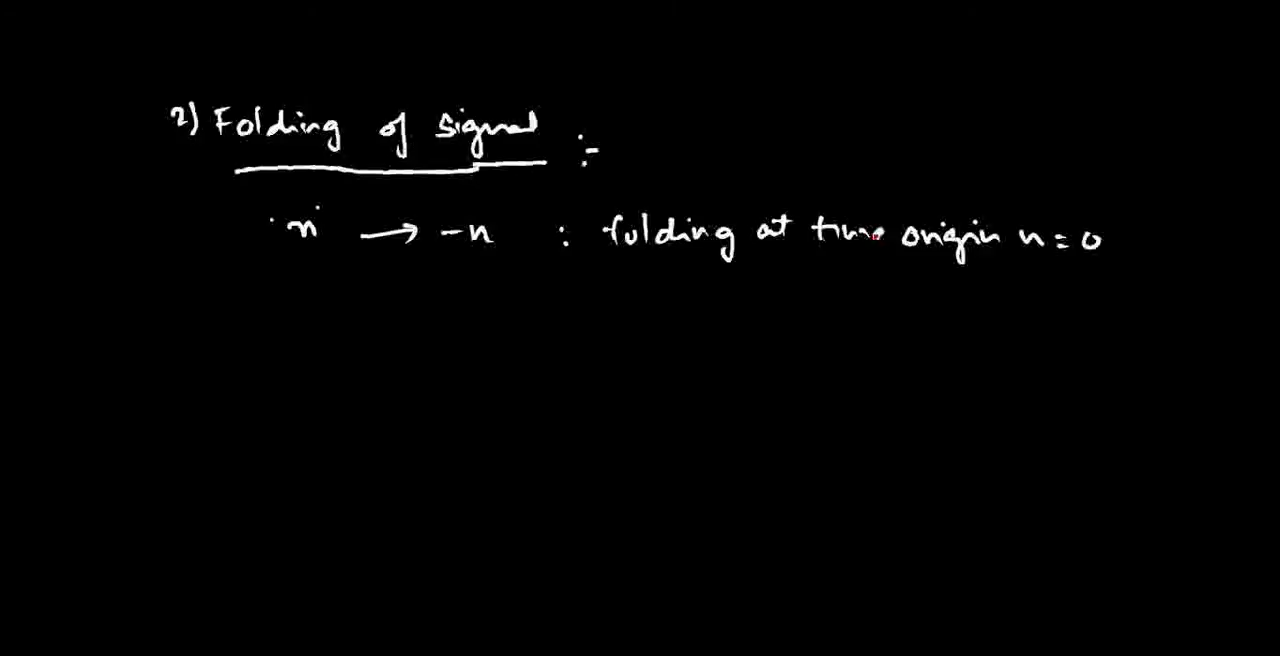 2) Folding of signal :-
'n' → -n : folding at time origin n=0